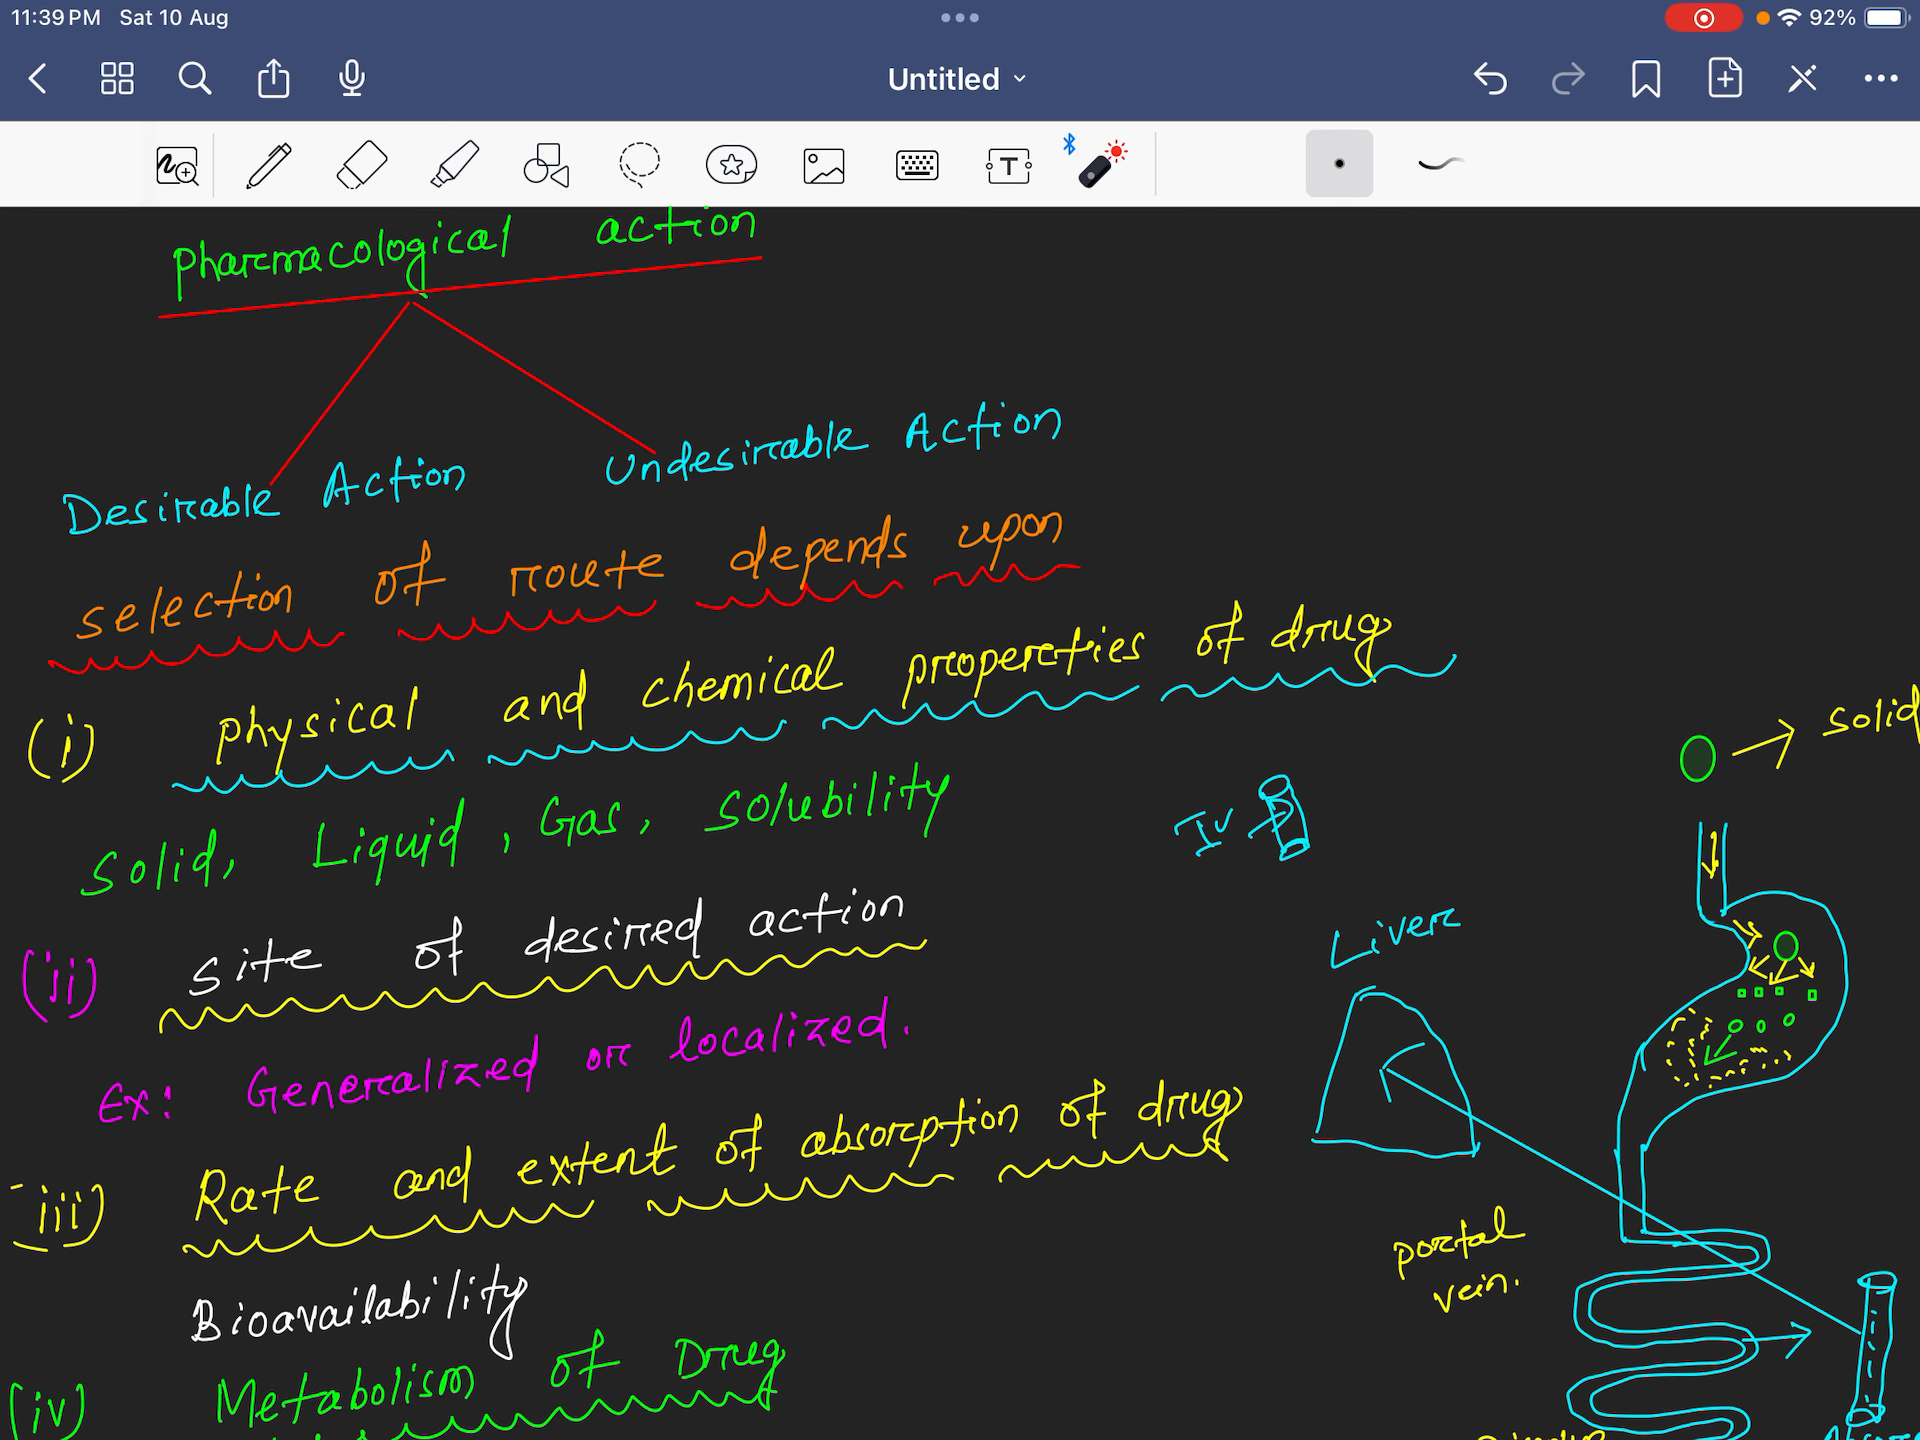 11:39 PM Sat 10 Aug
92%
Untitled
T
Pharmacological action
Desirable Action Undesirable Action
selection of route depends upon
(i) physical and chemical properties of drug
Solid, Liquid, Gas, Solubility
Solid
IV
(ii) Site of desired action
Liver
Ex: Generalized or localized.
(iii) Rate and extent of absorption of drug
portal
vein.
Bioavailability
(iv) Metabolism of Drug